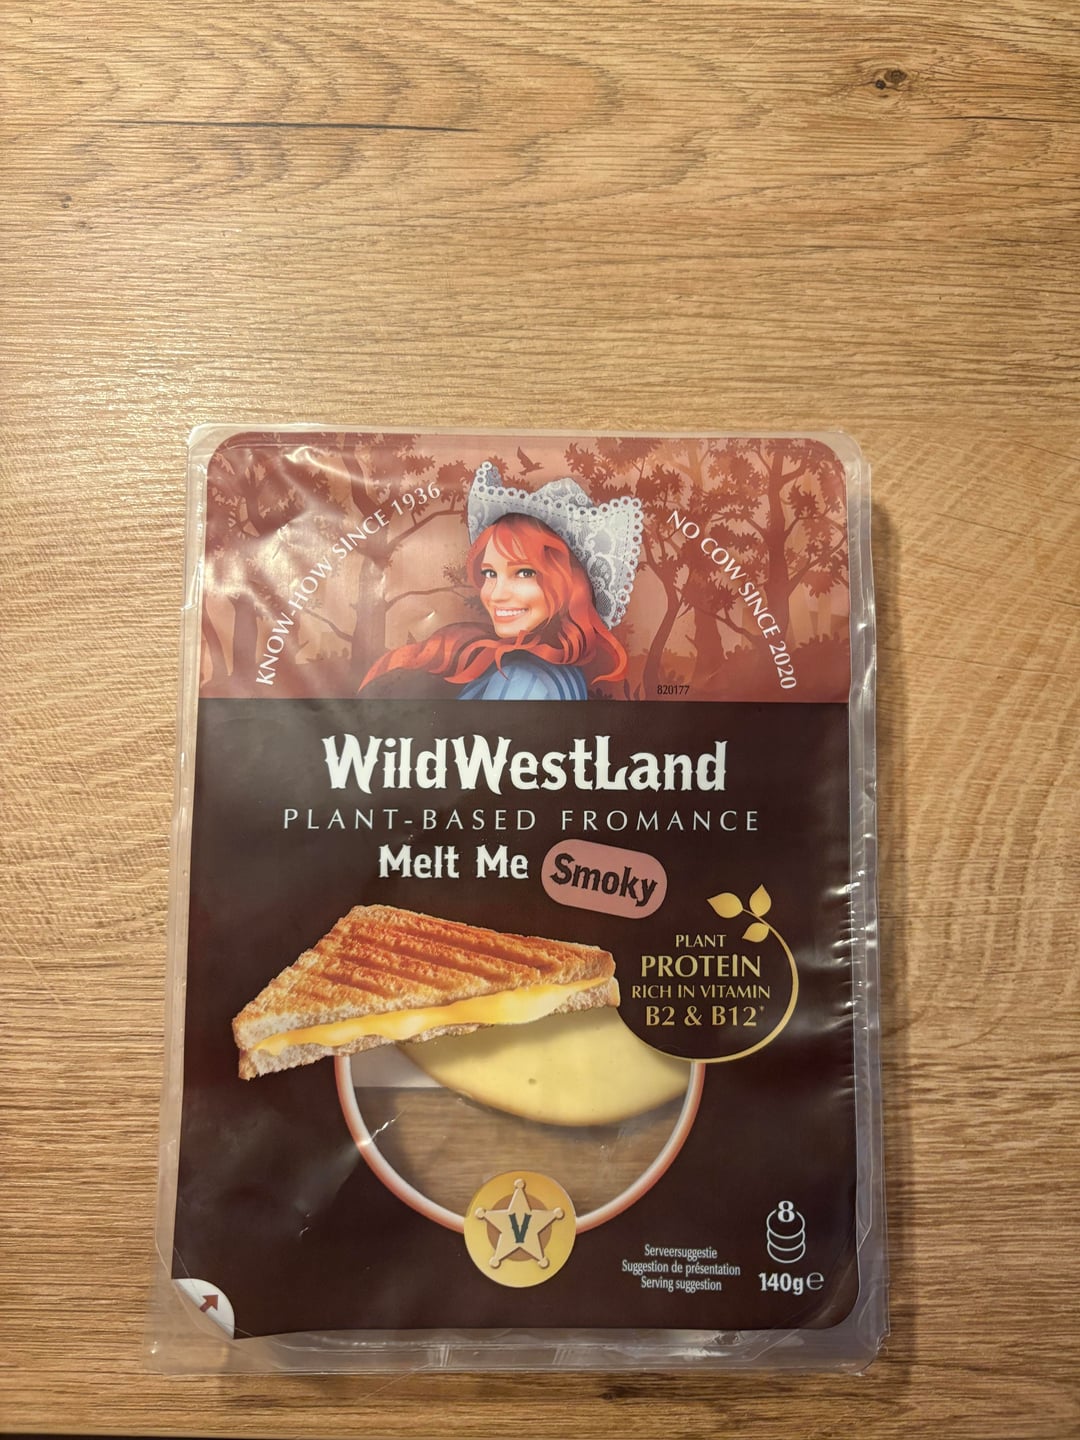 KNOW-HOW SINCE 1936
NO COW SINCE 2020
820177
WildWestLand
PLANT-BASED FROMANCE
Melt Me Smoky
PLANT
PROTEIN
RICH IN VITAMIN
B2 & B12*
V
8
Serveersuggestie
Suggestion de présentation
Serving suggestion
140g℮